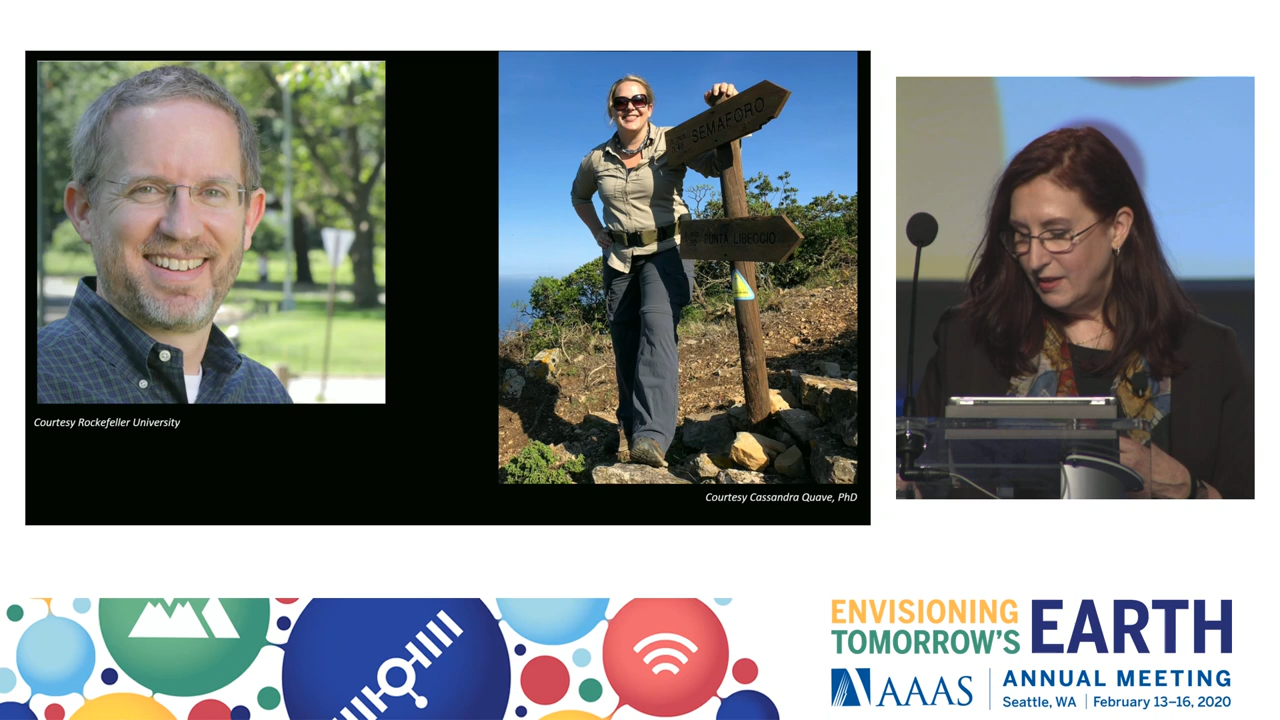 SEMAFORO
PUNTA LIBECCIO
Courtesy Rockefeller University
Courtesy Cassandra Quave, PhD
ENVISIONING
TOMORROW'S
EARTH
AAAS
ANNUAL MEETING
Seattle, WA | February 13–16, 2020